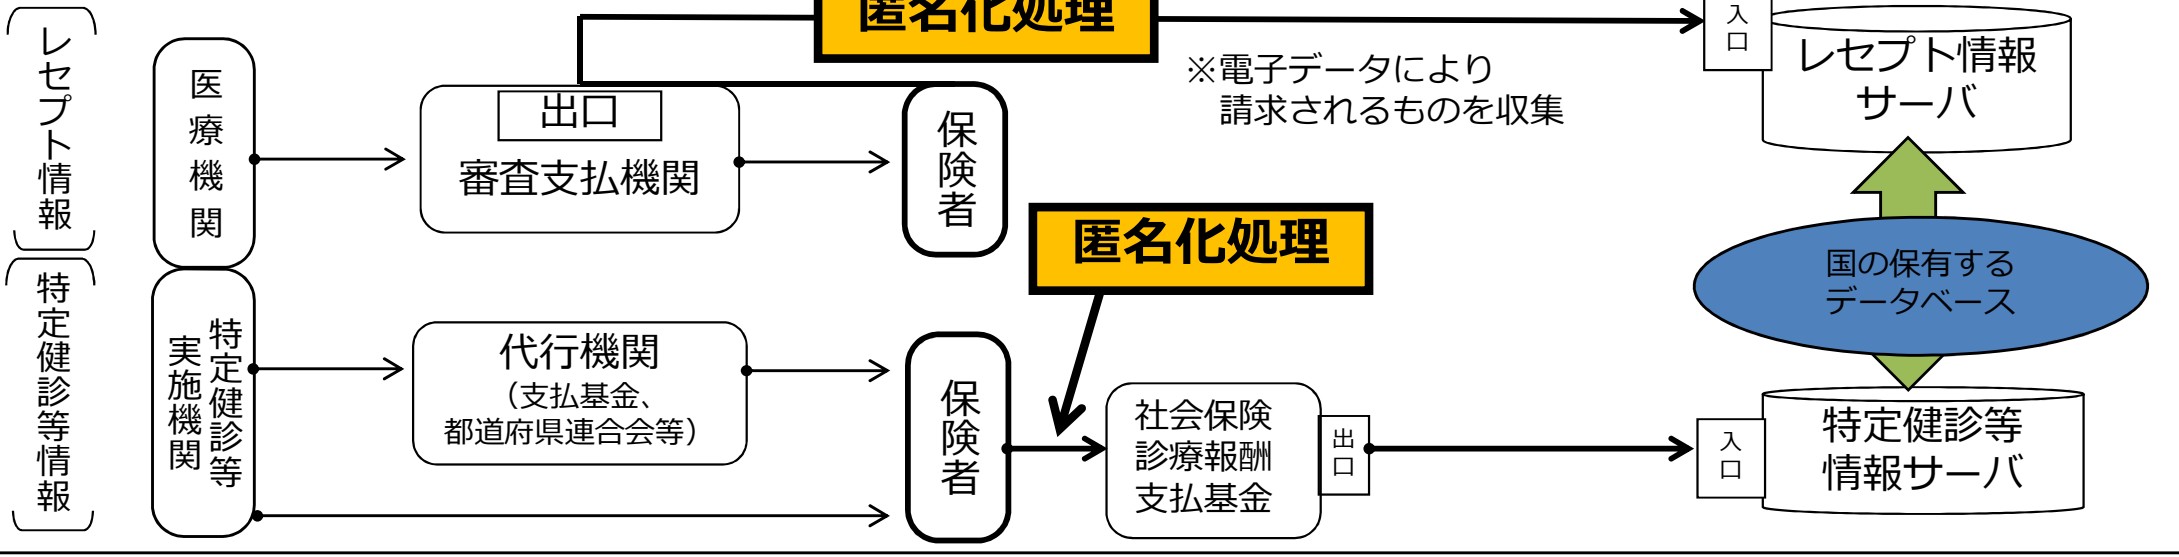 レセプト情報
医療機関
出口
審査支払機関
保険者
匿名化処理
※電子データにより
請求されるものを収集
入口
レセプト情報
サーバ
国の保有する
データベース
特定健診等情報
特定健診等
実施機関
代行機関
（支払基金、
都道府県連合会等）
保険者
匿名化処理
社会保険
診療報酬
支払基金
出口
入口
特定健診等
情報サーバ